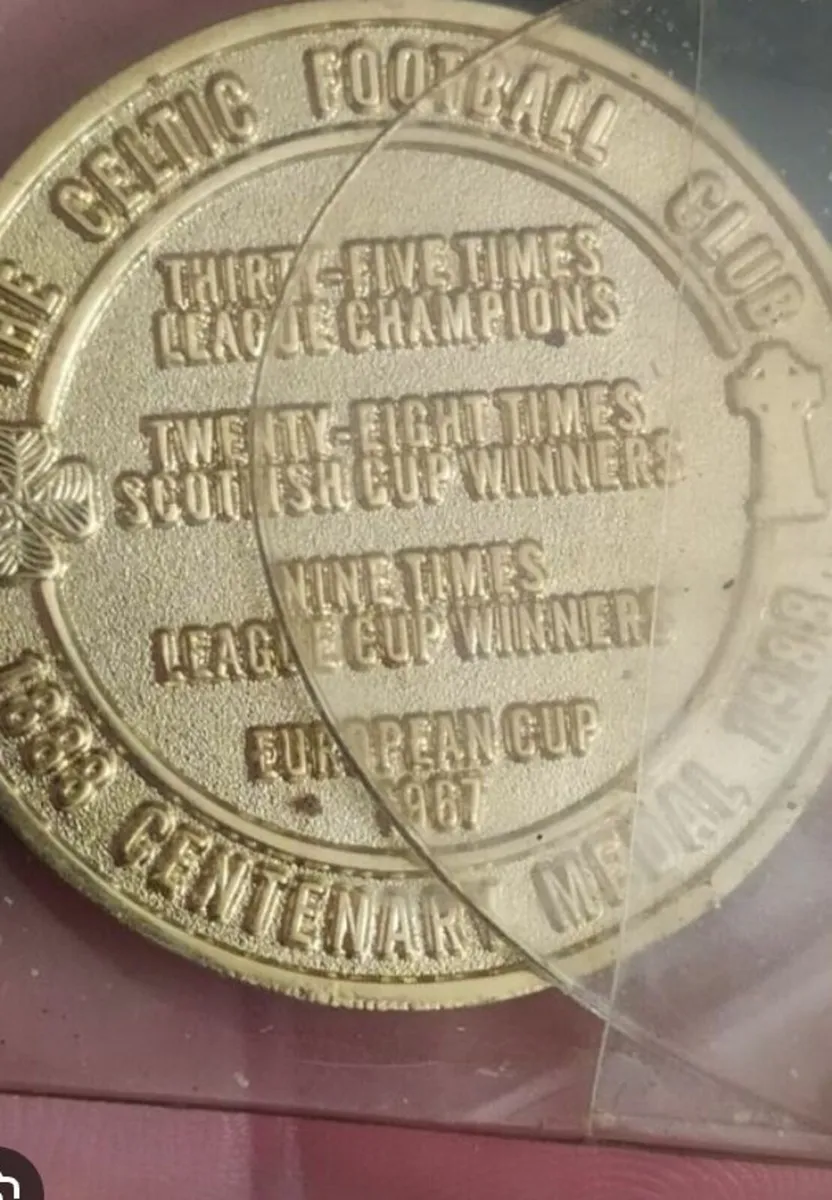 THE CELTIC FOOTBALL CLUB
THIRTY-FIVE TIMES
LEAGUE CHAMPIONS
TWENTY-EIGHT TIMES
SCOTTISH CUP WINNERS
NINE TIMES
LEAGUE CUP WINNERS
EUROPEAN CUP
1967
1888 CENTENARY MEDAL 1988